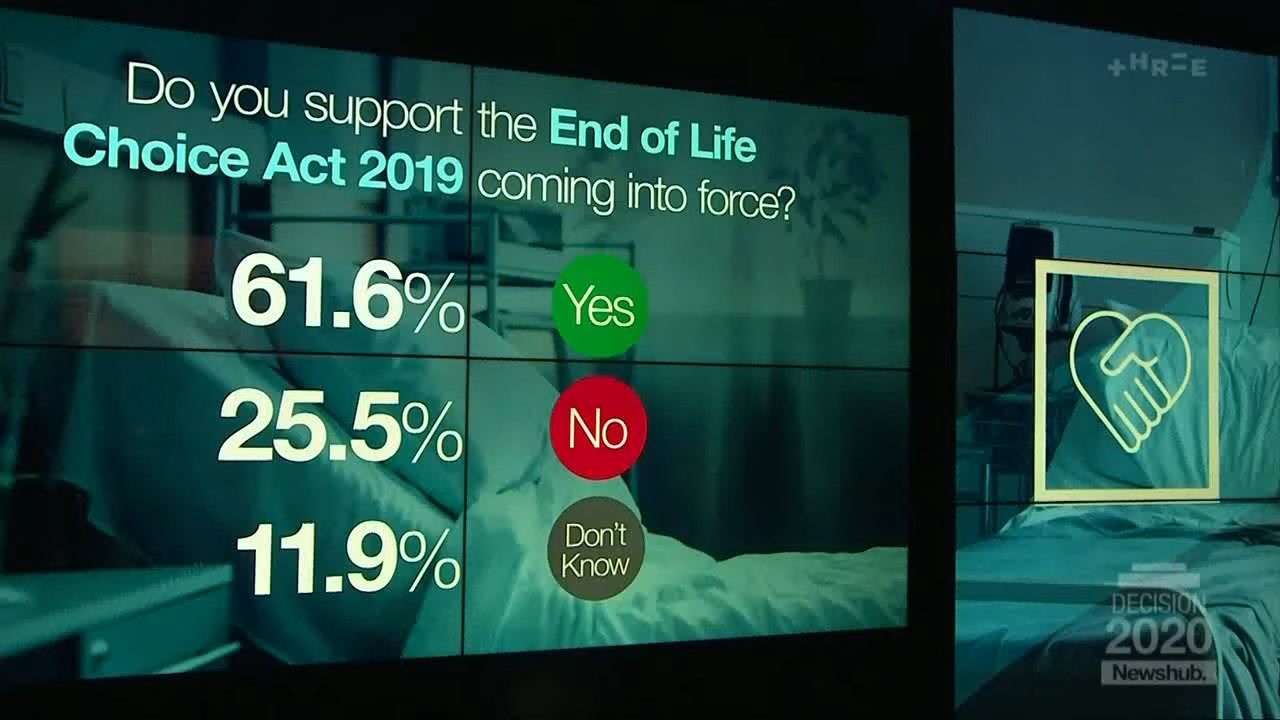 Do you support the End of Life
Choice Act 2019 coming into force?
61.6% Yes
25.5% No
11.9% Don't
Know
+HR=E
DECISION
2020
Newshub.